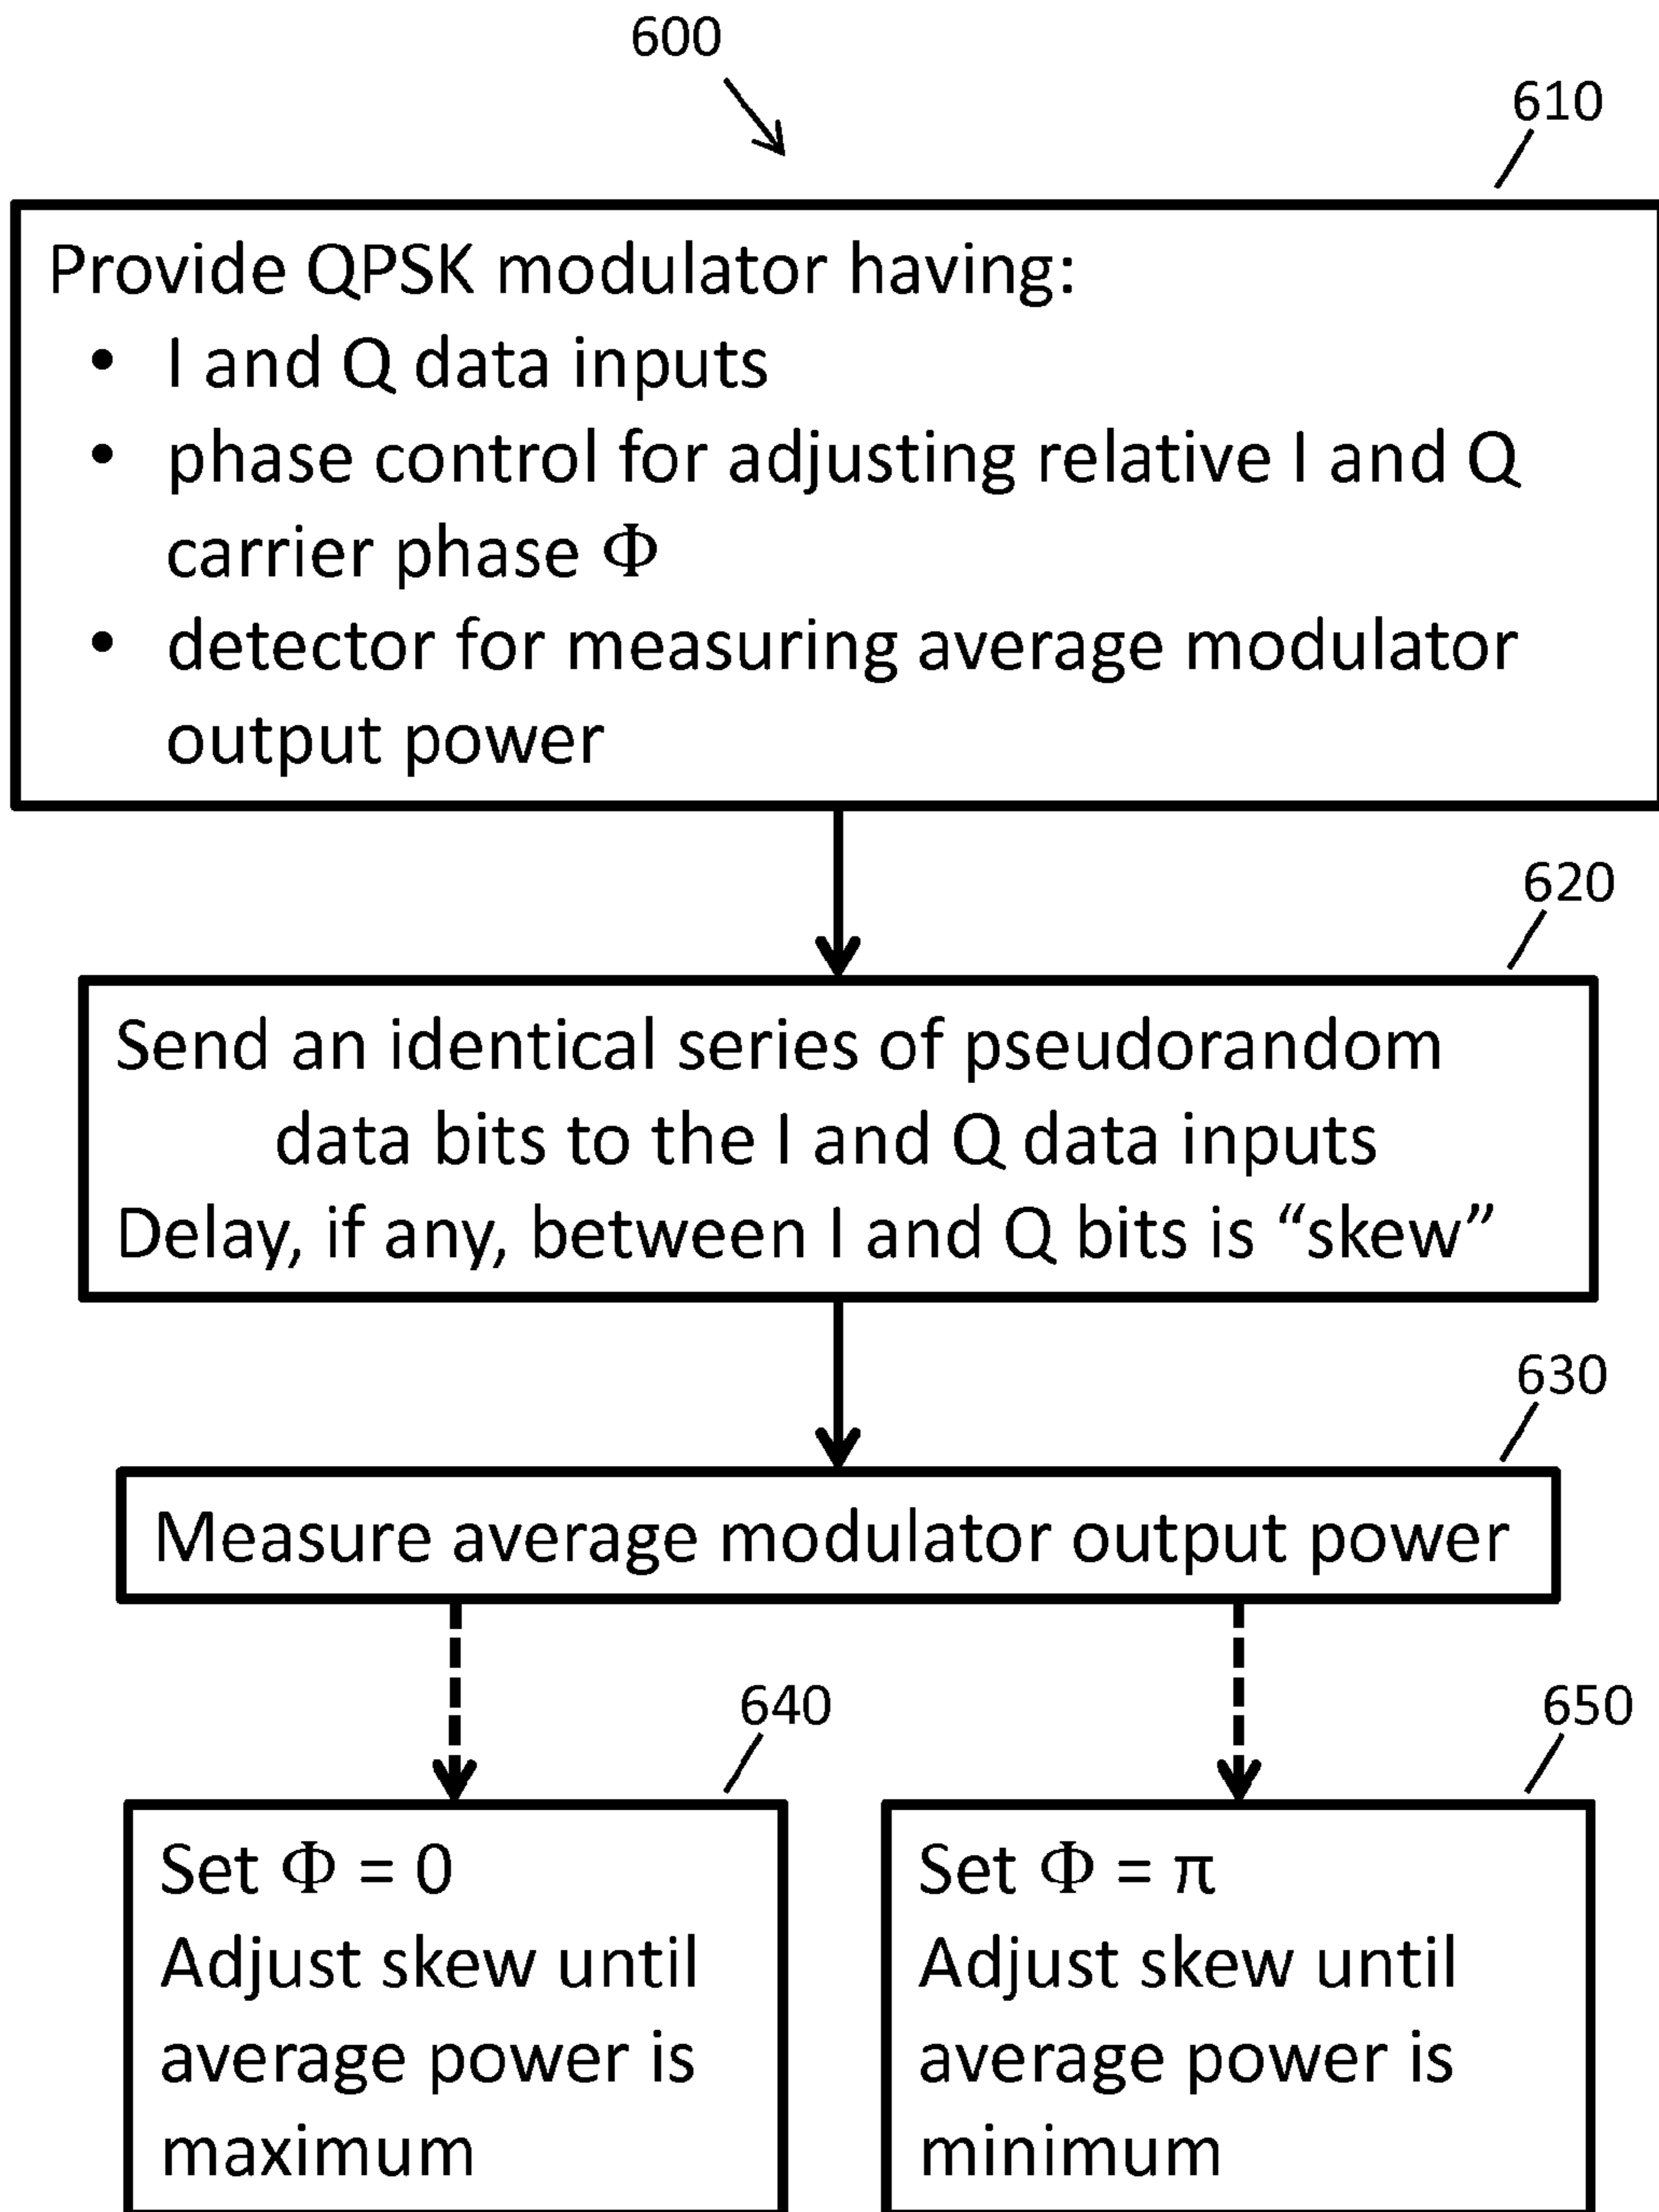 600
610
Provide QPSK modulator having:
• I and Q data inputs
• phase control for adjusting relative I and Q
carrier phase Φ
• detector for measuring average modulator
output power
620
Send an identical series of pseudorandom
data bits to the I and Q data inputs
Delay, if any, between I and Q bits is “skew”
630
Measure average modulator output power
640
Set Φ = 0
Adjust skew until
average power is
maximum
650
Set Φ = π
Adjust skew until
average power is
minimum